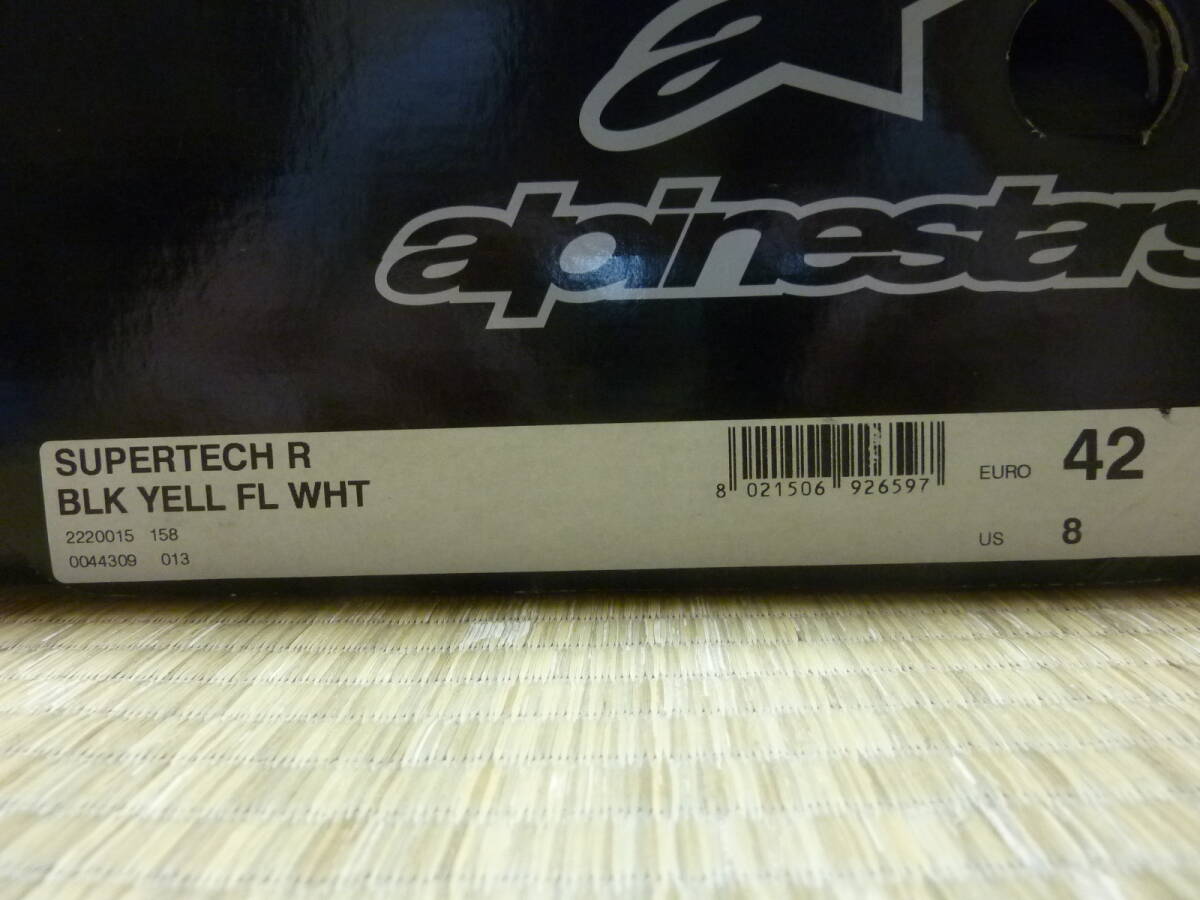 alpinestars
SUPERTECH R
BLK YELL FL WHT
2220015 158
0044309 013
8 021506 926597
EURO 42
US 8